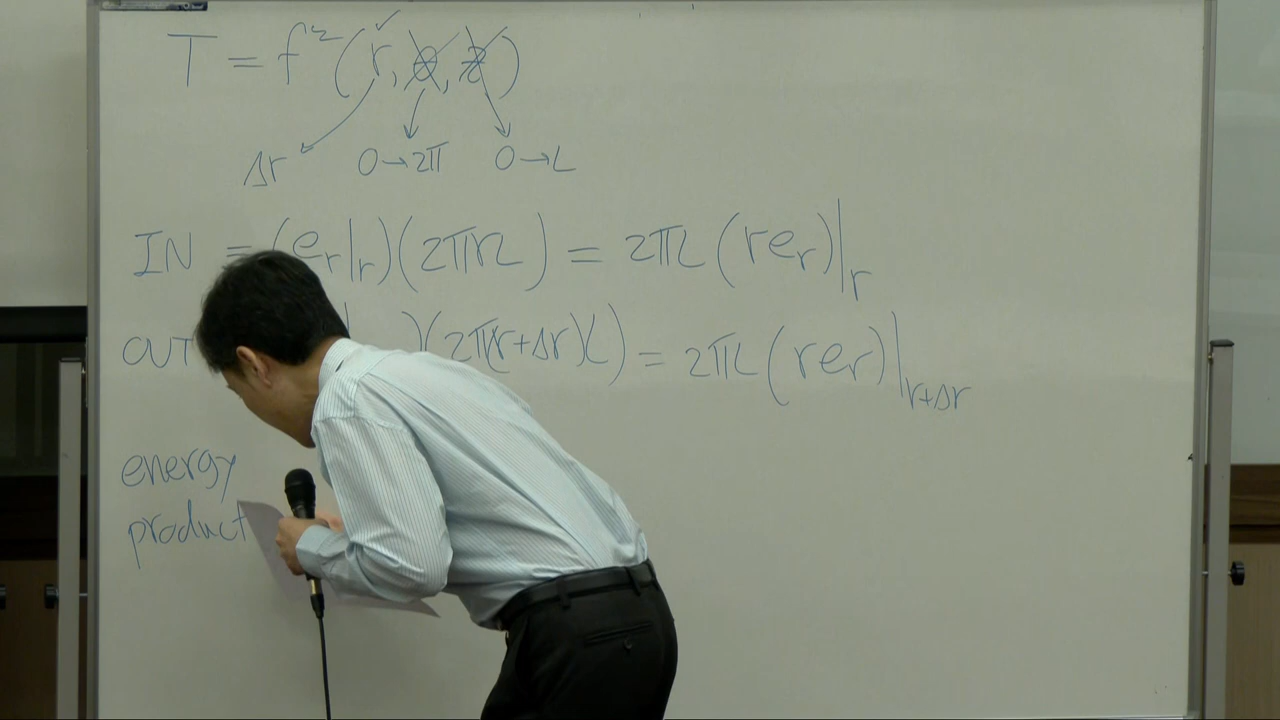 T = f²(r, θ, z)
Δr 0→2π 0→L
IN = (e_r|_r)(2πrL) = 2πL (re_r)|_r
OUT )(2π(r+Δr)L) = 2πL (re_r)|_{r+Δr}
energy
product